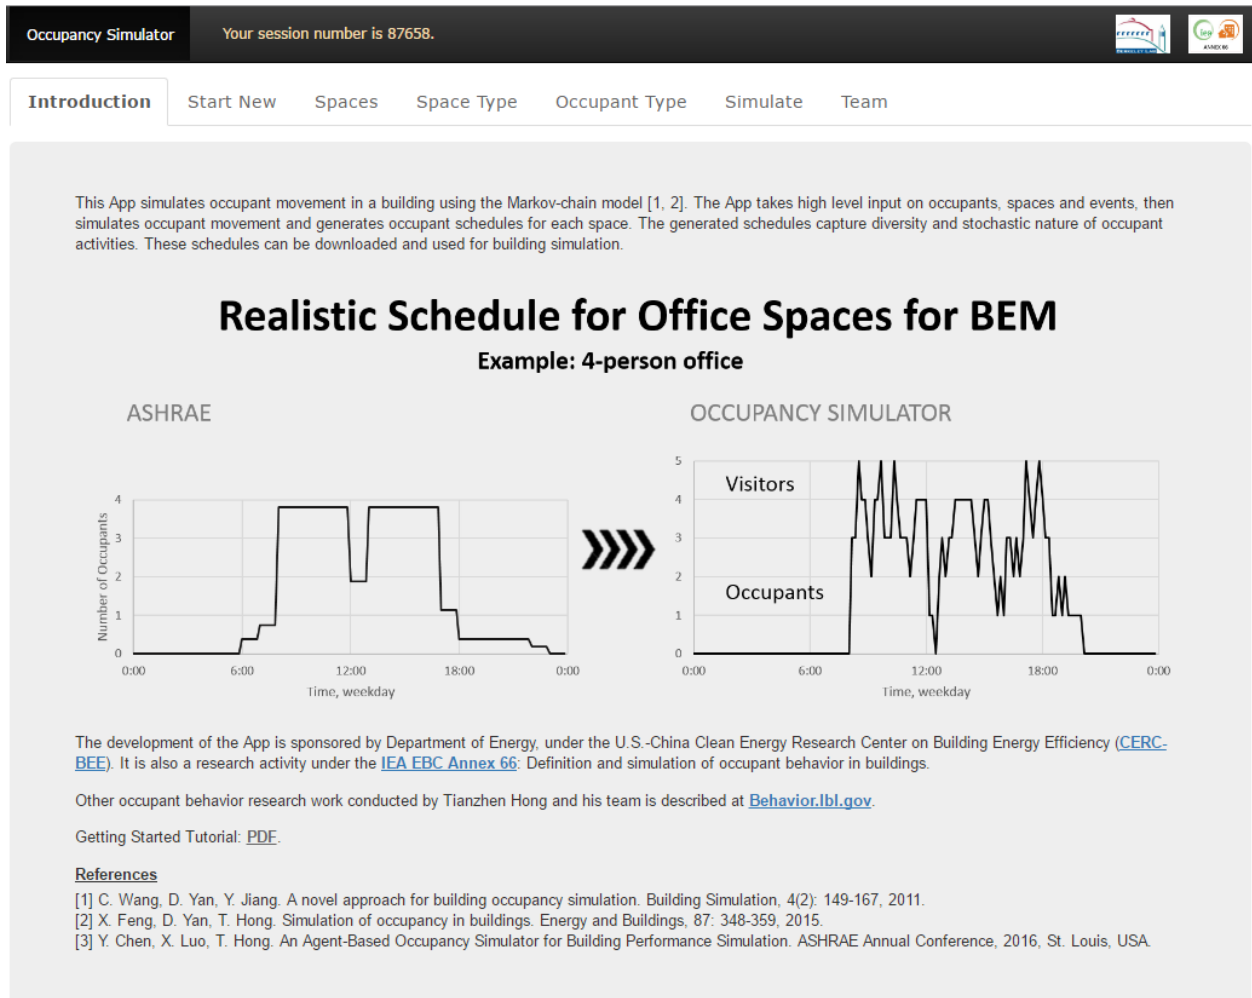 Occupancy Simulator
Your session number is 87658.
BERKELEY LAB
iea
ANNEX 66
Introduction
Start New
Spaces
Space Type
Occupant Type
Simulate
Team
This App simulates occupant movement in a building using the Markov-chain model [1, 2]. The App takes high level input on occupants, spaces and events, then
simulates occupant movement and generates occupant schedules for each space. The generated schedules capture diversity and stochastic nature of occupant
activities. These schedules can be downloaded and used for building simulation.
Realistic Schedule for Office Spaces for BEM
Example: 4-person office
ASHRAE
Number of Occupants
4
3
2
1
0
0:00
6:00
12:00
18:00
0:00
Time, weekday
OCCUPANCY SIMULATOR
5
4
3
2
1
0
Visitors
Occupants
0:00
6:00
12:00
18:00
0:00
Time, weekday
The development of the App is sponsored by Department of Energy, under the U.S.-China Clean Energy Research Center on Building Energy Efficiency (CERC-
BEE). It is also a research activity under the IEA EBC Annex 66: Definition and simulation of occupant behavior in buildings.
Other occupant behavior research work conducted by Tianzhen Hong and his team is described at Behavior.lbl.gov.
Getting Started Tutorial: PDF.
References
[1] C. Wang, D. Yan, Y. Jiang. A novel approach for building occupancy simulation. Building Simulation, 4(2): 149-167, 2011.
[2] X. Feng, D. Yan, T. Hong. Simulation of occupancy in buildings. Energy and Buildings, 87: 348-359, 2015.
[3] Y. Chen, X. Luo, T. Hong. An Agent-Based Occupancy Simulator for Building Performance Simulation. ASHRAE Annual Conference, 2016, St. Louis, USA.